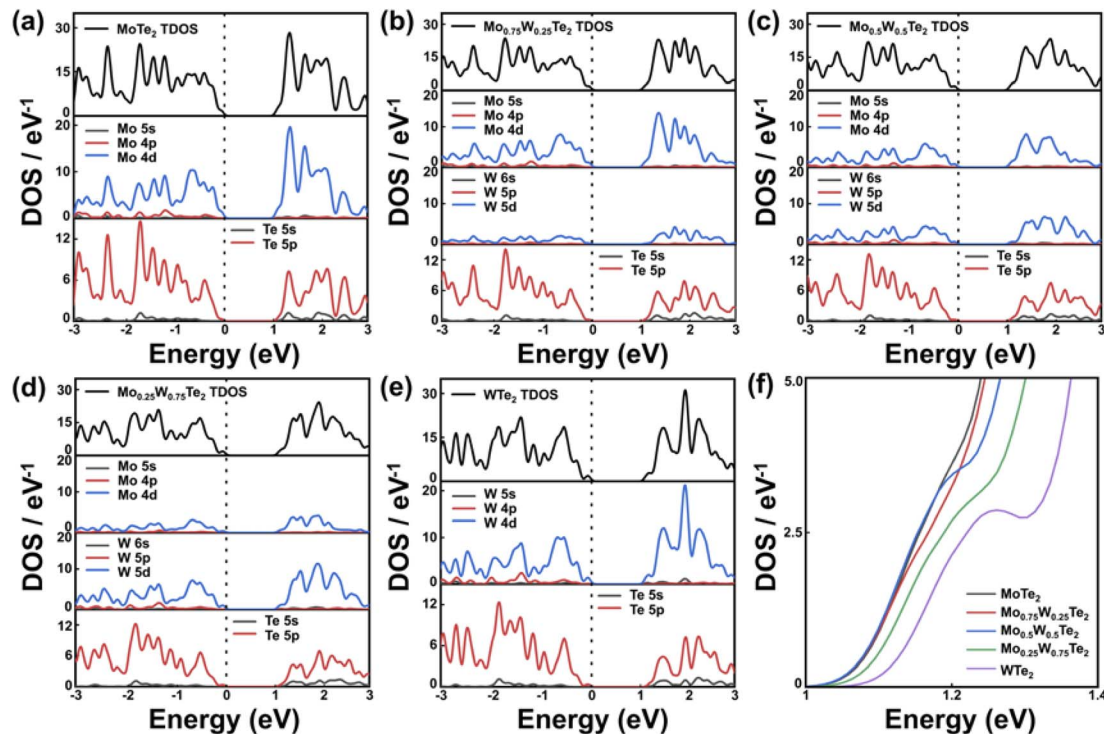 (a)
MoTe2 TDOS
30
15
0
Mo 5s
Mo 4p
Mo 4d
20
10
0
Te 5s
Te 5p
12
6
0
-3 -2 -1 0 1 2 3
Energy (eV)
DOS / eV-1
(b)
Mo0.75W0.25Te2 TDOS
30
15
0
Mo 5s
Mo 4p
Mo 4d
20
10
0
W 6s
W 5p
W 5d
20
10
0
Te 5s
Te 5p
12
6
0
-3 -2 -1 0 1 2 3
Energy (eV)
DOS / eV-1
(c)
Mo0.5W0.5Te2 TDOS
30
15
0
Mo 5s
Mo 4p
Mo 4d
20
10
0
W 6s
W 5p
W 5d
20
10
0
Te 5s
Te 5p
12
6
0
-3 -2 -1 0 1 2 3
Energy (eV)
DOS / eV-1
(d)
Mo0.25W0.75Te2 TDOS
30
15
0
Mo 5s
Mo 4p
Mo 4d
20
10
0
W 6s
W 5p
W 5d
20
10
0
Te 5s
Te 5p
12
6
0
-3 -2 -1 0 1 2 3
Energy (eV)
DOS / eV-1
(e)
WTe2 TDOS
30
15
0
W 5s
W 4p
W 4d
20
10
0
Te 5s
Te 5p
12
6
0
-3 -2 -1 0 1 2 3
Energy (eV)
DOS / eV-1
(f)
5.0
2.5
0
MoTe2
Mo0.75W0.25Te2
Mo0.5W0.5Te2
Mo0.25W0.75Te2
WTe2
1 1.2 1.4
Energy (eV)
DOS / eV-1